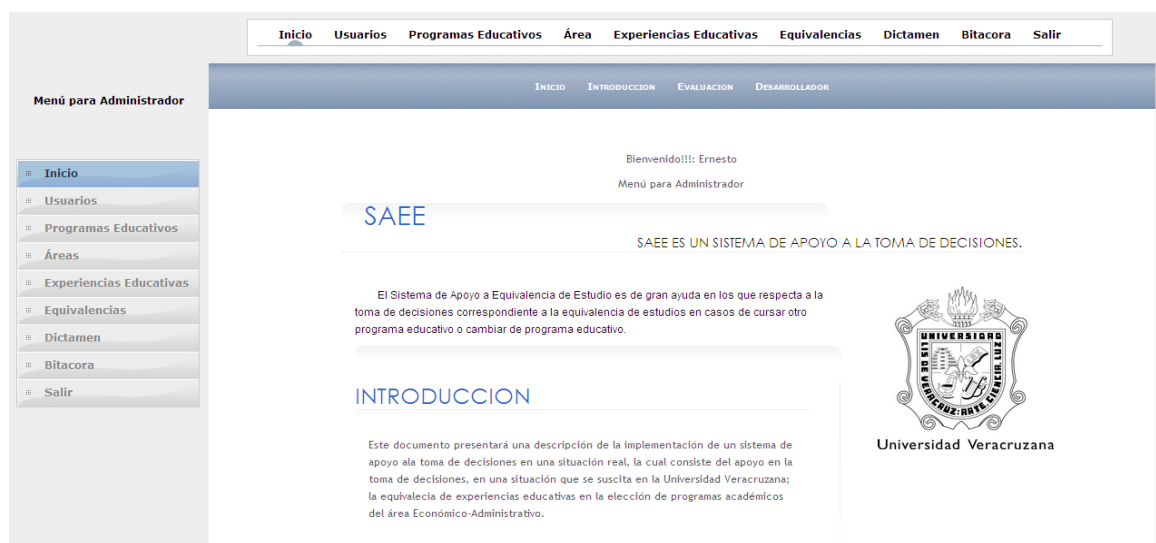 Inicio Usuarios Programas Educativos Área Experiencias Educativas Equivalencias Dictamen Bitacora Salir
Inicio Introduccion Evaluacion Desarrollador
Menú para Administrador
Inicio
Usuarios
Programas Educativos
Áreas
Experiencias Educativas
Equivalencias
Dictamen
Bitacora
Salir
Bienvenido!!!: Ernesto
Menú para Administrador
SAEE
SAEE ES UN SISTEMA DE APOYO A LA TOMA DE DECISIONES.
El Sistema de Apoyo a Equivalencia de Estudio es de gran ayuda en los que respecta a la
toma de decisiones correspondiente a la equivalencia de estudios en casos de cursar otro
programa educativo o cambiar de programa educativo.
INTRODUCCION
Este documento presentará una descripción de la implementación de un sistema de
apoyo ala toma de decisiones en una situación real, la cual consiste del apoyo en la
toma de decisiones, en una situación que se suscita en la Universidad Veracruzana;
la equivalecia de experiencias educativas en la elección de programas académicos
del área Económico-Administrativo.
UNIVERSIDAD
LIS DE VERACRUZ: ARTE, CIENCIA, LUZ
Universidad Veracruzana